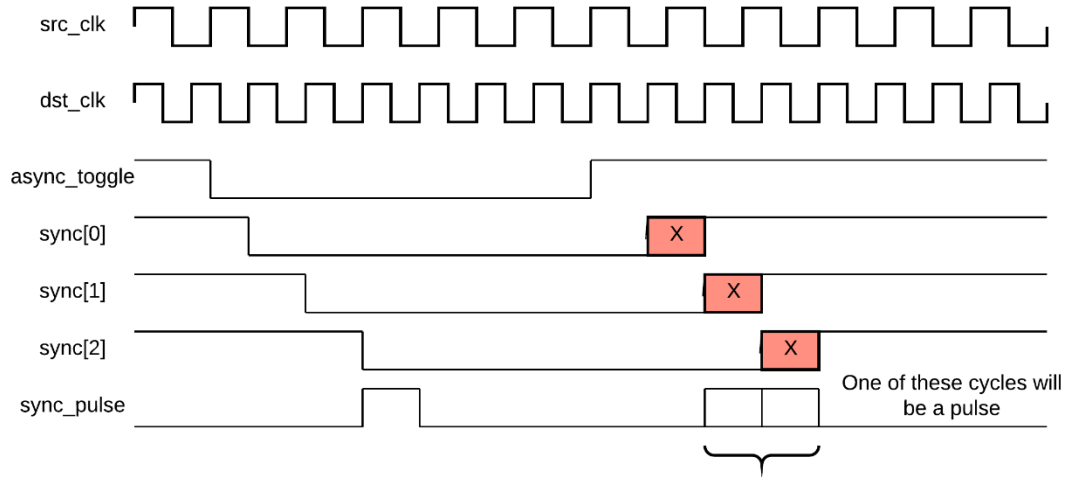 src_clk
dst_clk
async_toggle
sync[0]
X
sync[1]
X
sync[2]
X
sync_pulse
One of these cycles will
be a pulse